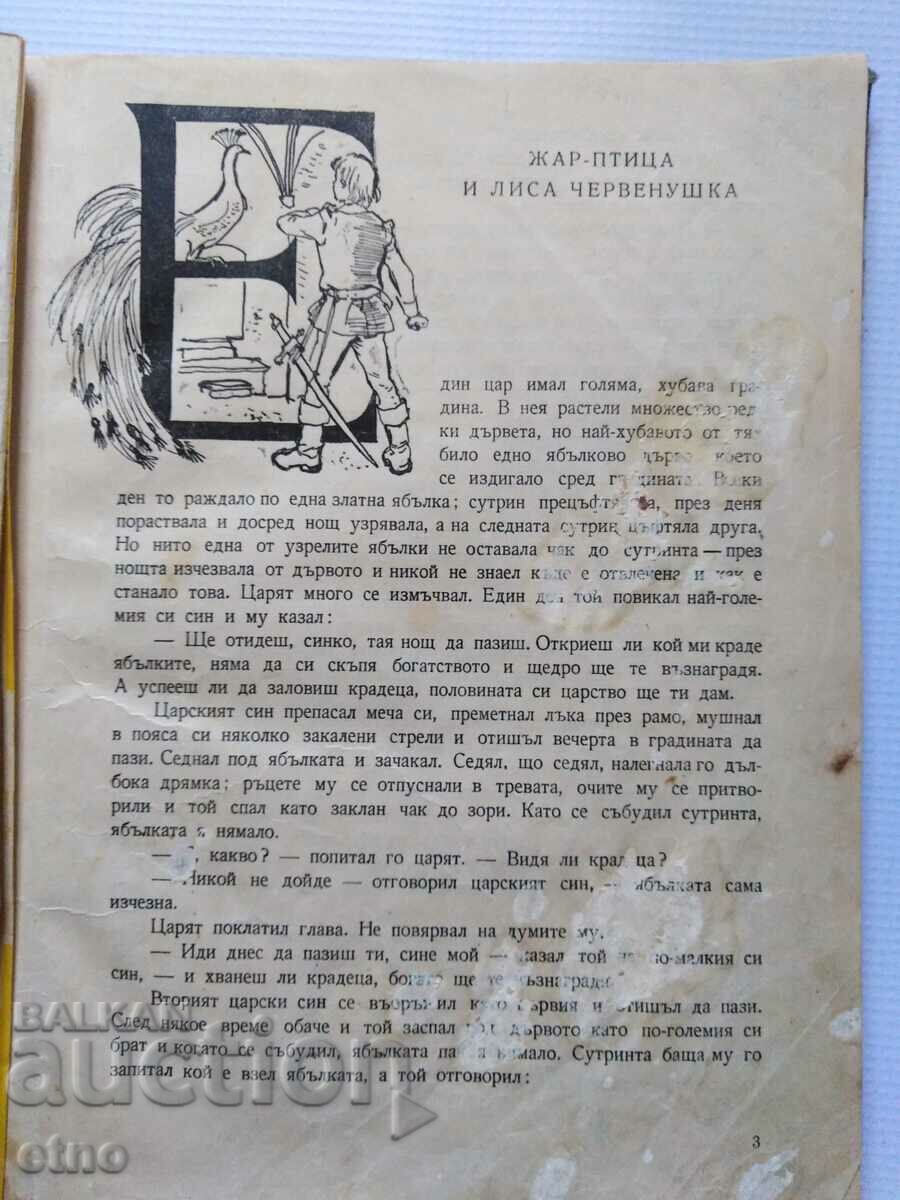 ЖАР-ПТИЦА
И ЛИСА ЧЕРВЕНУШКА
Един цар имал голяма, хубава гра-
дина. В нея растели множество ред
ки дървета, но най-хубавото от тях
било едно ябълково дърво което
се издигало сред градината. Всеки
ден то раждало по една златна ябълка; сутрин прецъфтявала, през деня
пораствала и досред нощ узрявала, а на следната сутрин цъфтяла друга.
Но нито една от узрелите ябълки не оставала чак до сутринта — през
нощта изчезвала от дървото и никой не знаел къде е отвлечена и как е
станало това. Царят много се измъчвал. Един ден той повикал най-голе-
мия си син и му казал:
— Ще отидеш, синко, тая нощ да пазиш. Откриеш ли кой ми краде
ябълките, няма да си скъпя богатството и щедро ще те възнаградя.
А успееш ли да заловиш крадеца, половината си царство ще ти дам.
Царският син препасал меча си, преметнал лъка през рамо, мушнал
в пояса си няколко закалени стрели и отишъл вечерта в градината да
пази. Седнал под ябълката и зачакал. Седял, що седял, налегнала го дъл-
бока дрямка; ръцете му се отпуснали в тревата, очите му се притво-
рили и той спал като заклан чак до зори. Като се събудил сутринта,
ябълката я нямало.
— какво? — попитал го царят. — Видя ли крадеца?
— Никой не дойде — отговорил царският син, — ябълката сама
изчезна.
Царят поклатил глава. Не повярвал на думите му.
— Иди днес да пазиш ти, сине мой — казал той на по-малкия си
син, — и хванеш ли крадеца, богато ще те възнаградя.
Вторият царски син се въоръжил като първия и отишъл да пази.
След някое време обаче и той заспал под дървото като по-големия си
брат и когато се събудил, ябълката пак я нямало. Сутринта баща му го
запитал кой е взел ябълката, а той отговорил:
3
BALKAN
auction
etno